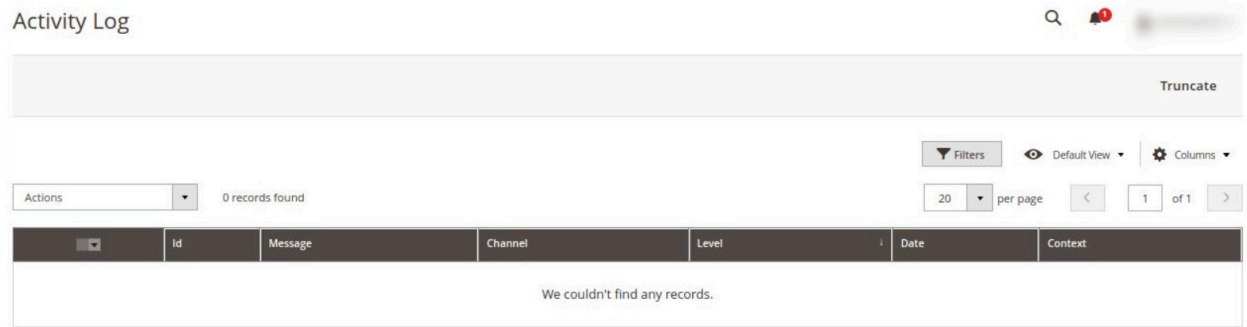 Activity Log
1
Truncate
Filters
Default View
Columns
Actions
0 records found
20
per page
1
of 1
Id
Message
Channel
Level
Date
Context
We couldn't find any records.